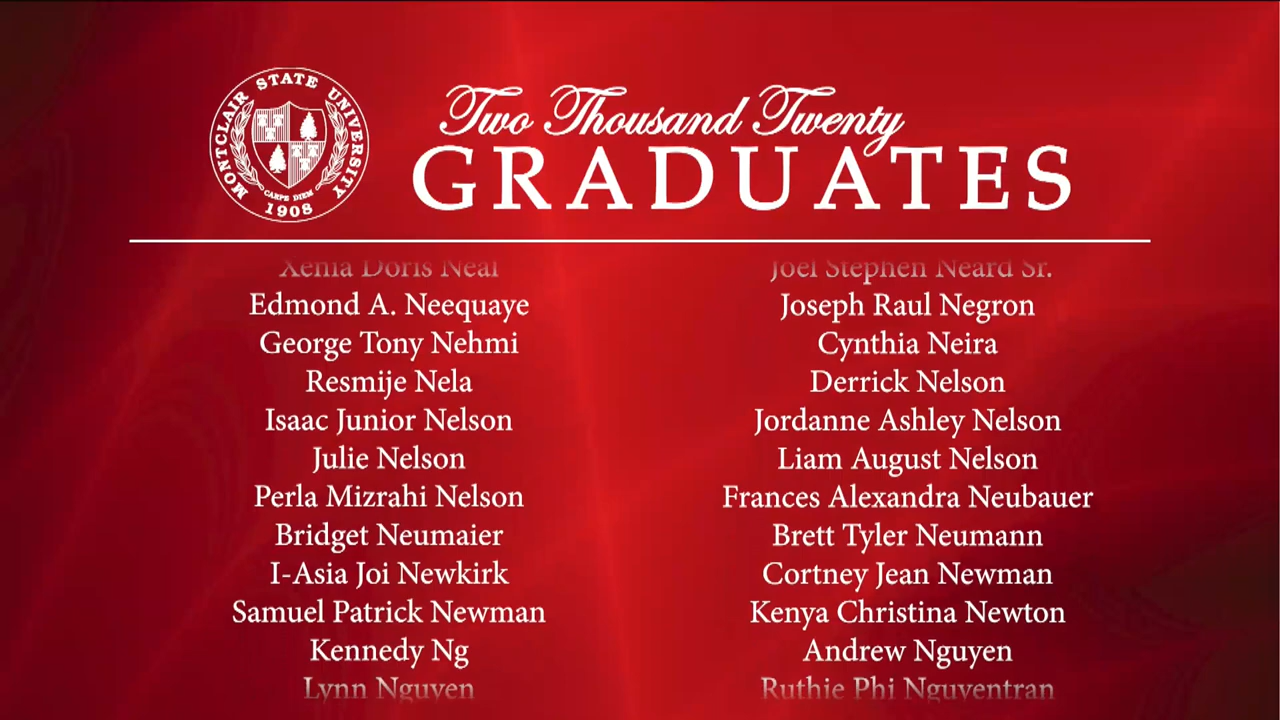 MONTCLAIR STATE UNIVERSITY
CARPE DIEM
1908
Two Thousand Twenty
GRADUATES
Xenia Doris Neal
Joel Stephen Neard Sr.
Edmond A. Neequaye
Joseph Raul Negron
George Tony Nehmi
Cynthia Neira
Resmije Nela
Derrick Nelson
Isaac Junior Nelson
Jordanne Ashley Nelson
Julie Nelson
Liam August Nelson
Perla Mizrahi Nelson
Frances Alexandra Neubauer
Bridget Neumaier
Brett Tyler Neumann
I-Asia Joi Newkirk
Cortney Jean Newman
Samuel Patrick Newman
Kenya Christina Newton
Kennedy Ng
Andrew Nguyen
Lynn Nguyen
Ruthie Phi Nguyentran